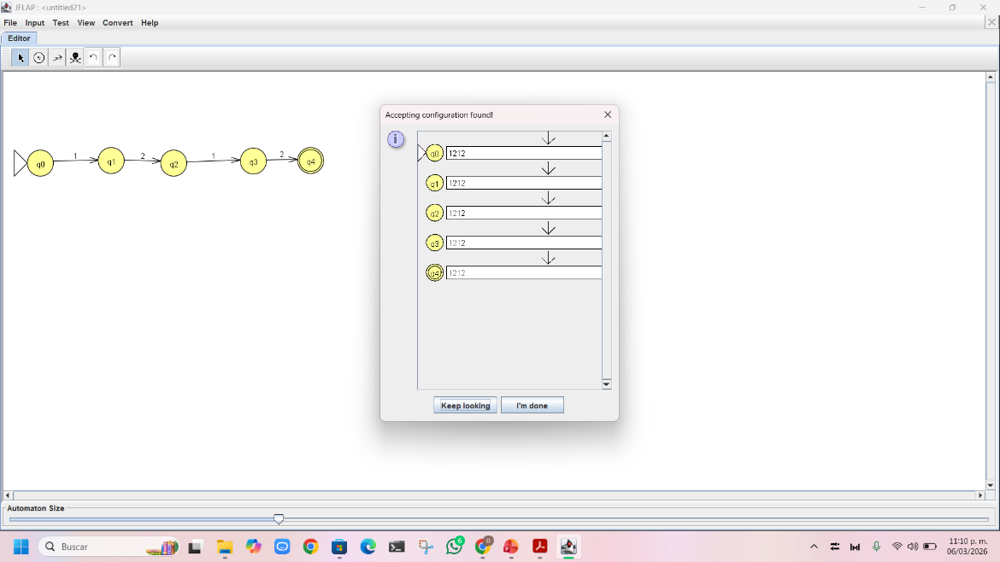 JFLAP : <untitled21>
File Input Test View Convert Help
Editor
q0 1 q1 2 q2 1 q3 2 q4
Accepting configuration found!
q0 1212
q1 1212
q2 1212
q3 1212
q4 1212
Keep looking I'm done
Automaton Size
Buscar
6
D
11:10 p. m.
06/03/2026